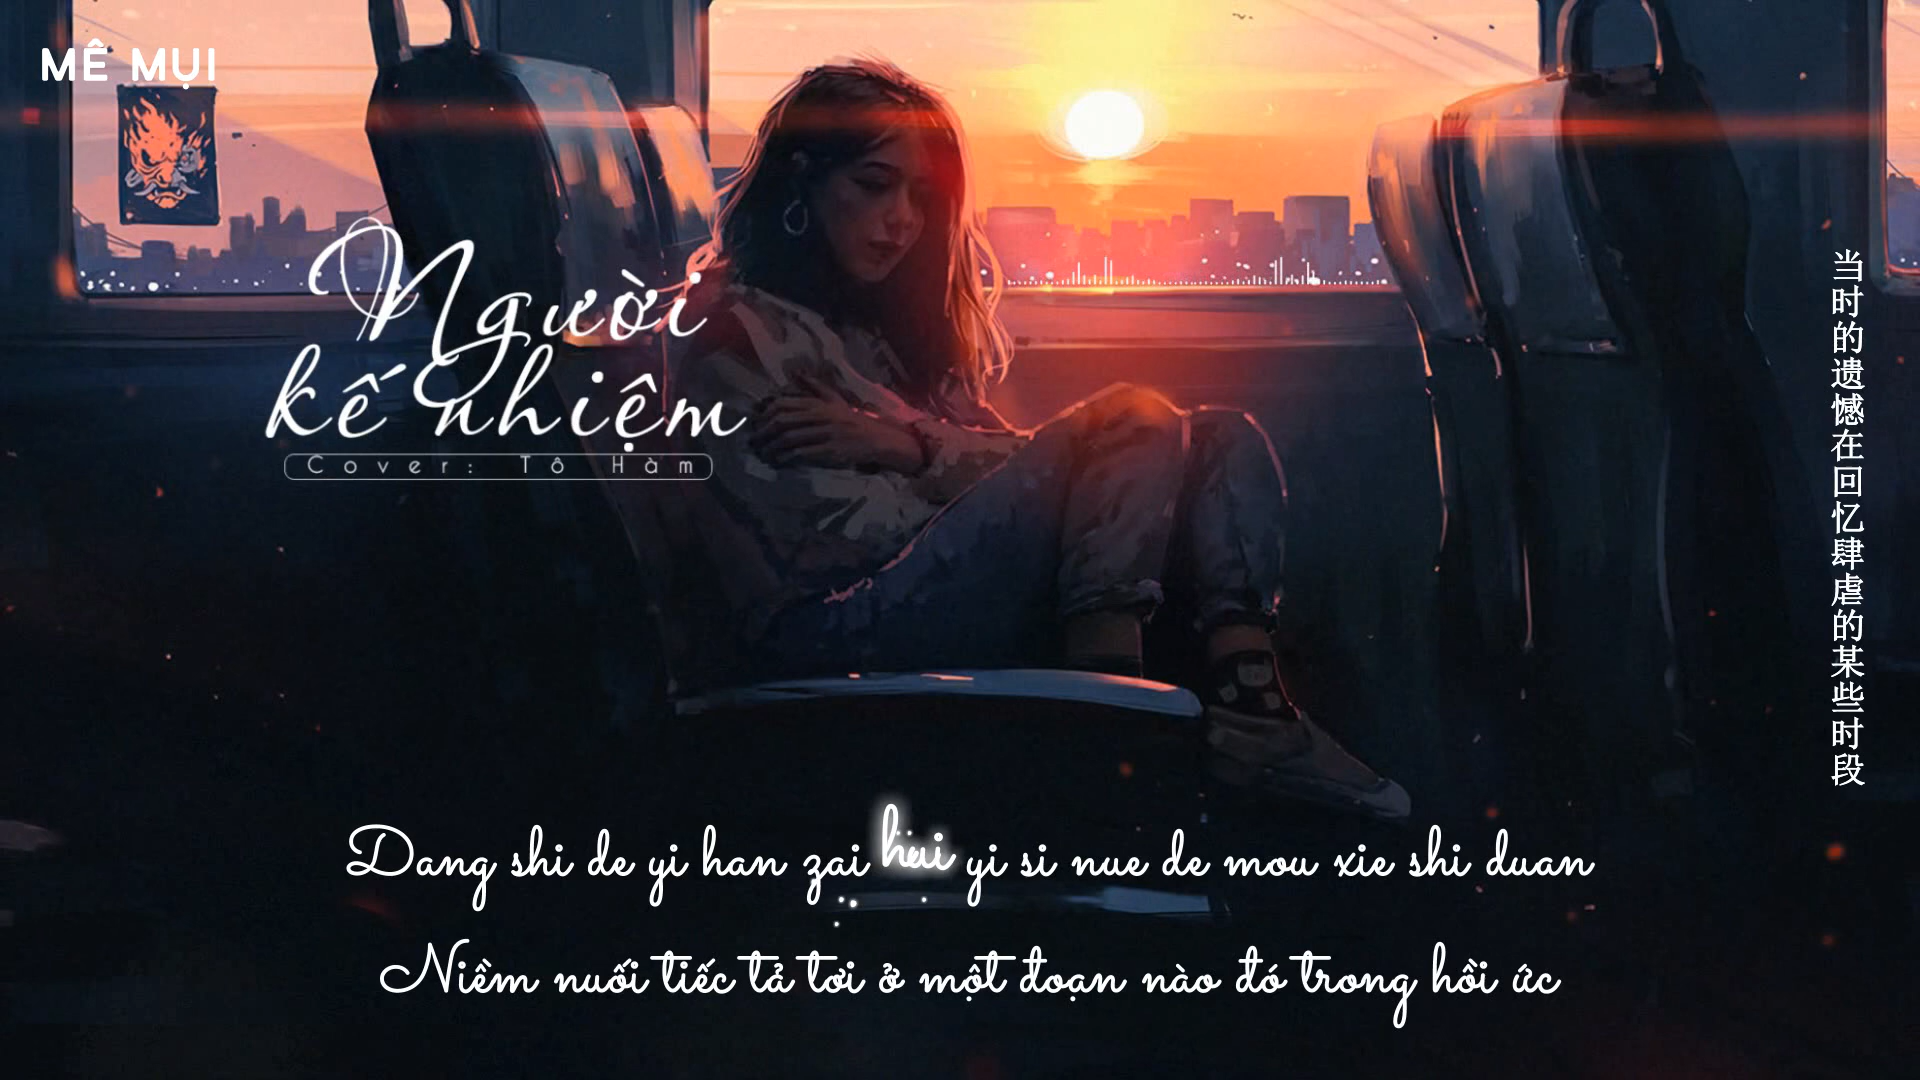 MÊ MỤI
Người
kế nhiệm
Cover: Tô Hàm
当时的遗憾在回忆肆虐的某些时段
Dang shi de yi han zai hui yi si nue de mou xie shi duan
Niềm nuối tiếc tả tơi ở một đoạn nào đó trong hồi ức